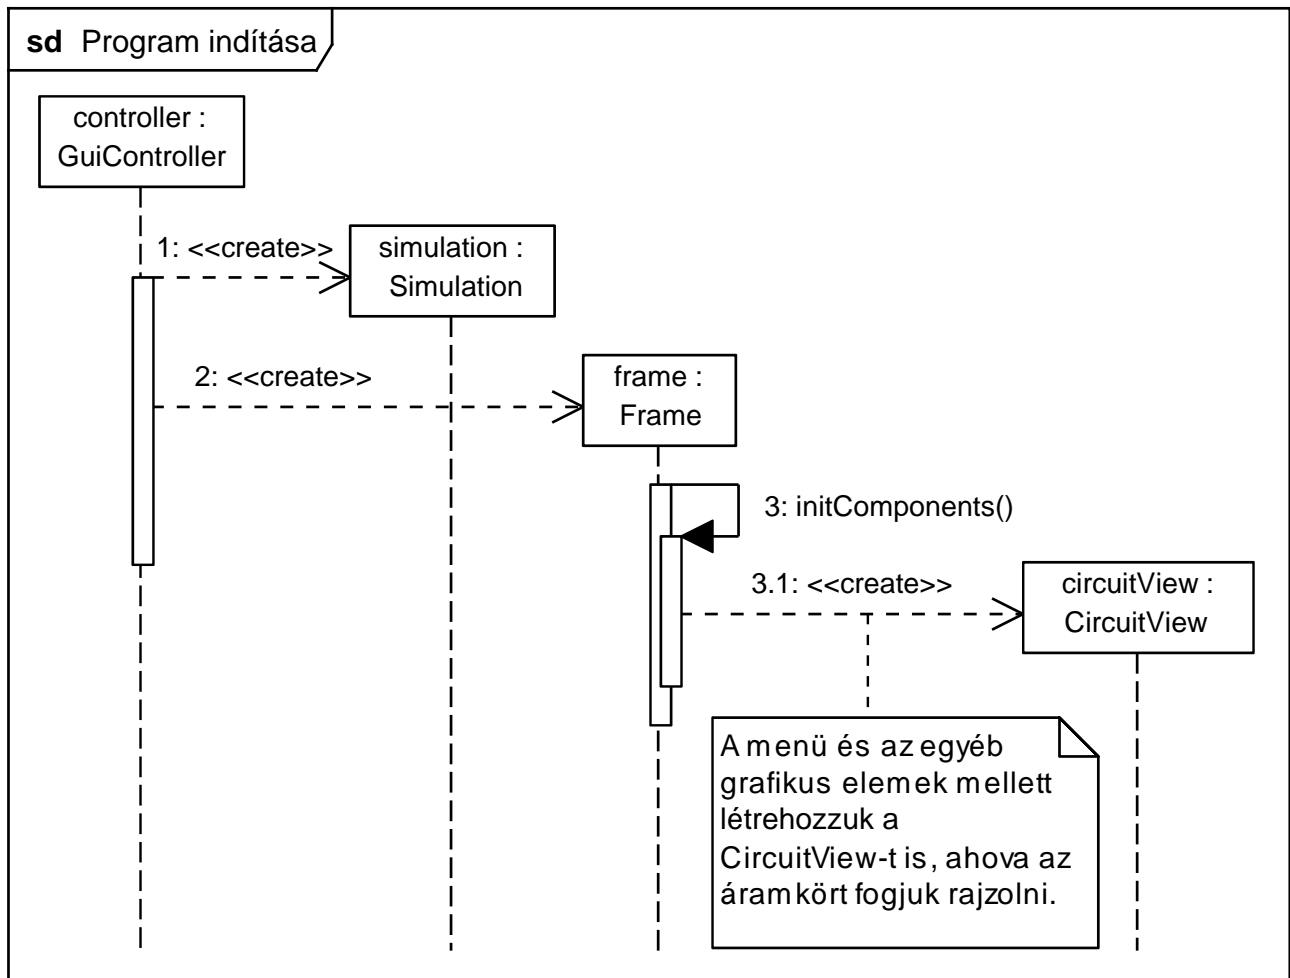 sd Program indítása
controller :
GuiController
1: <<create>>
simulation :
Simulation
2: <<create>>
frame :
Frame
3: initComponents()
3.1: <<create>>
circuitView :
CircuitView
A menü és az egyéb
grafikus elemek mellett
létrehozzuk a
CircuitView-t is, ahova az
áramkört fogjuk rajzolni.